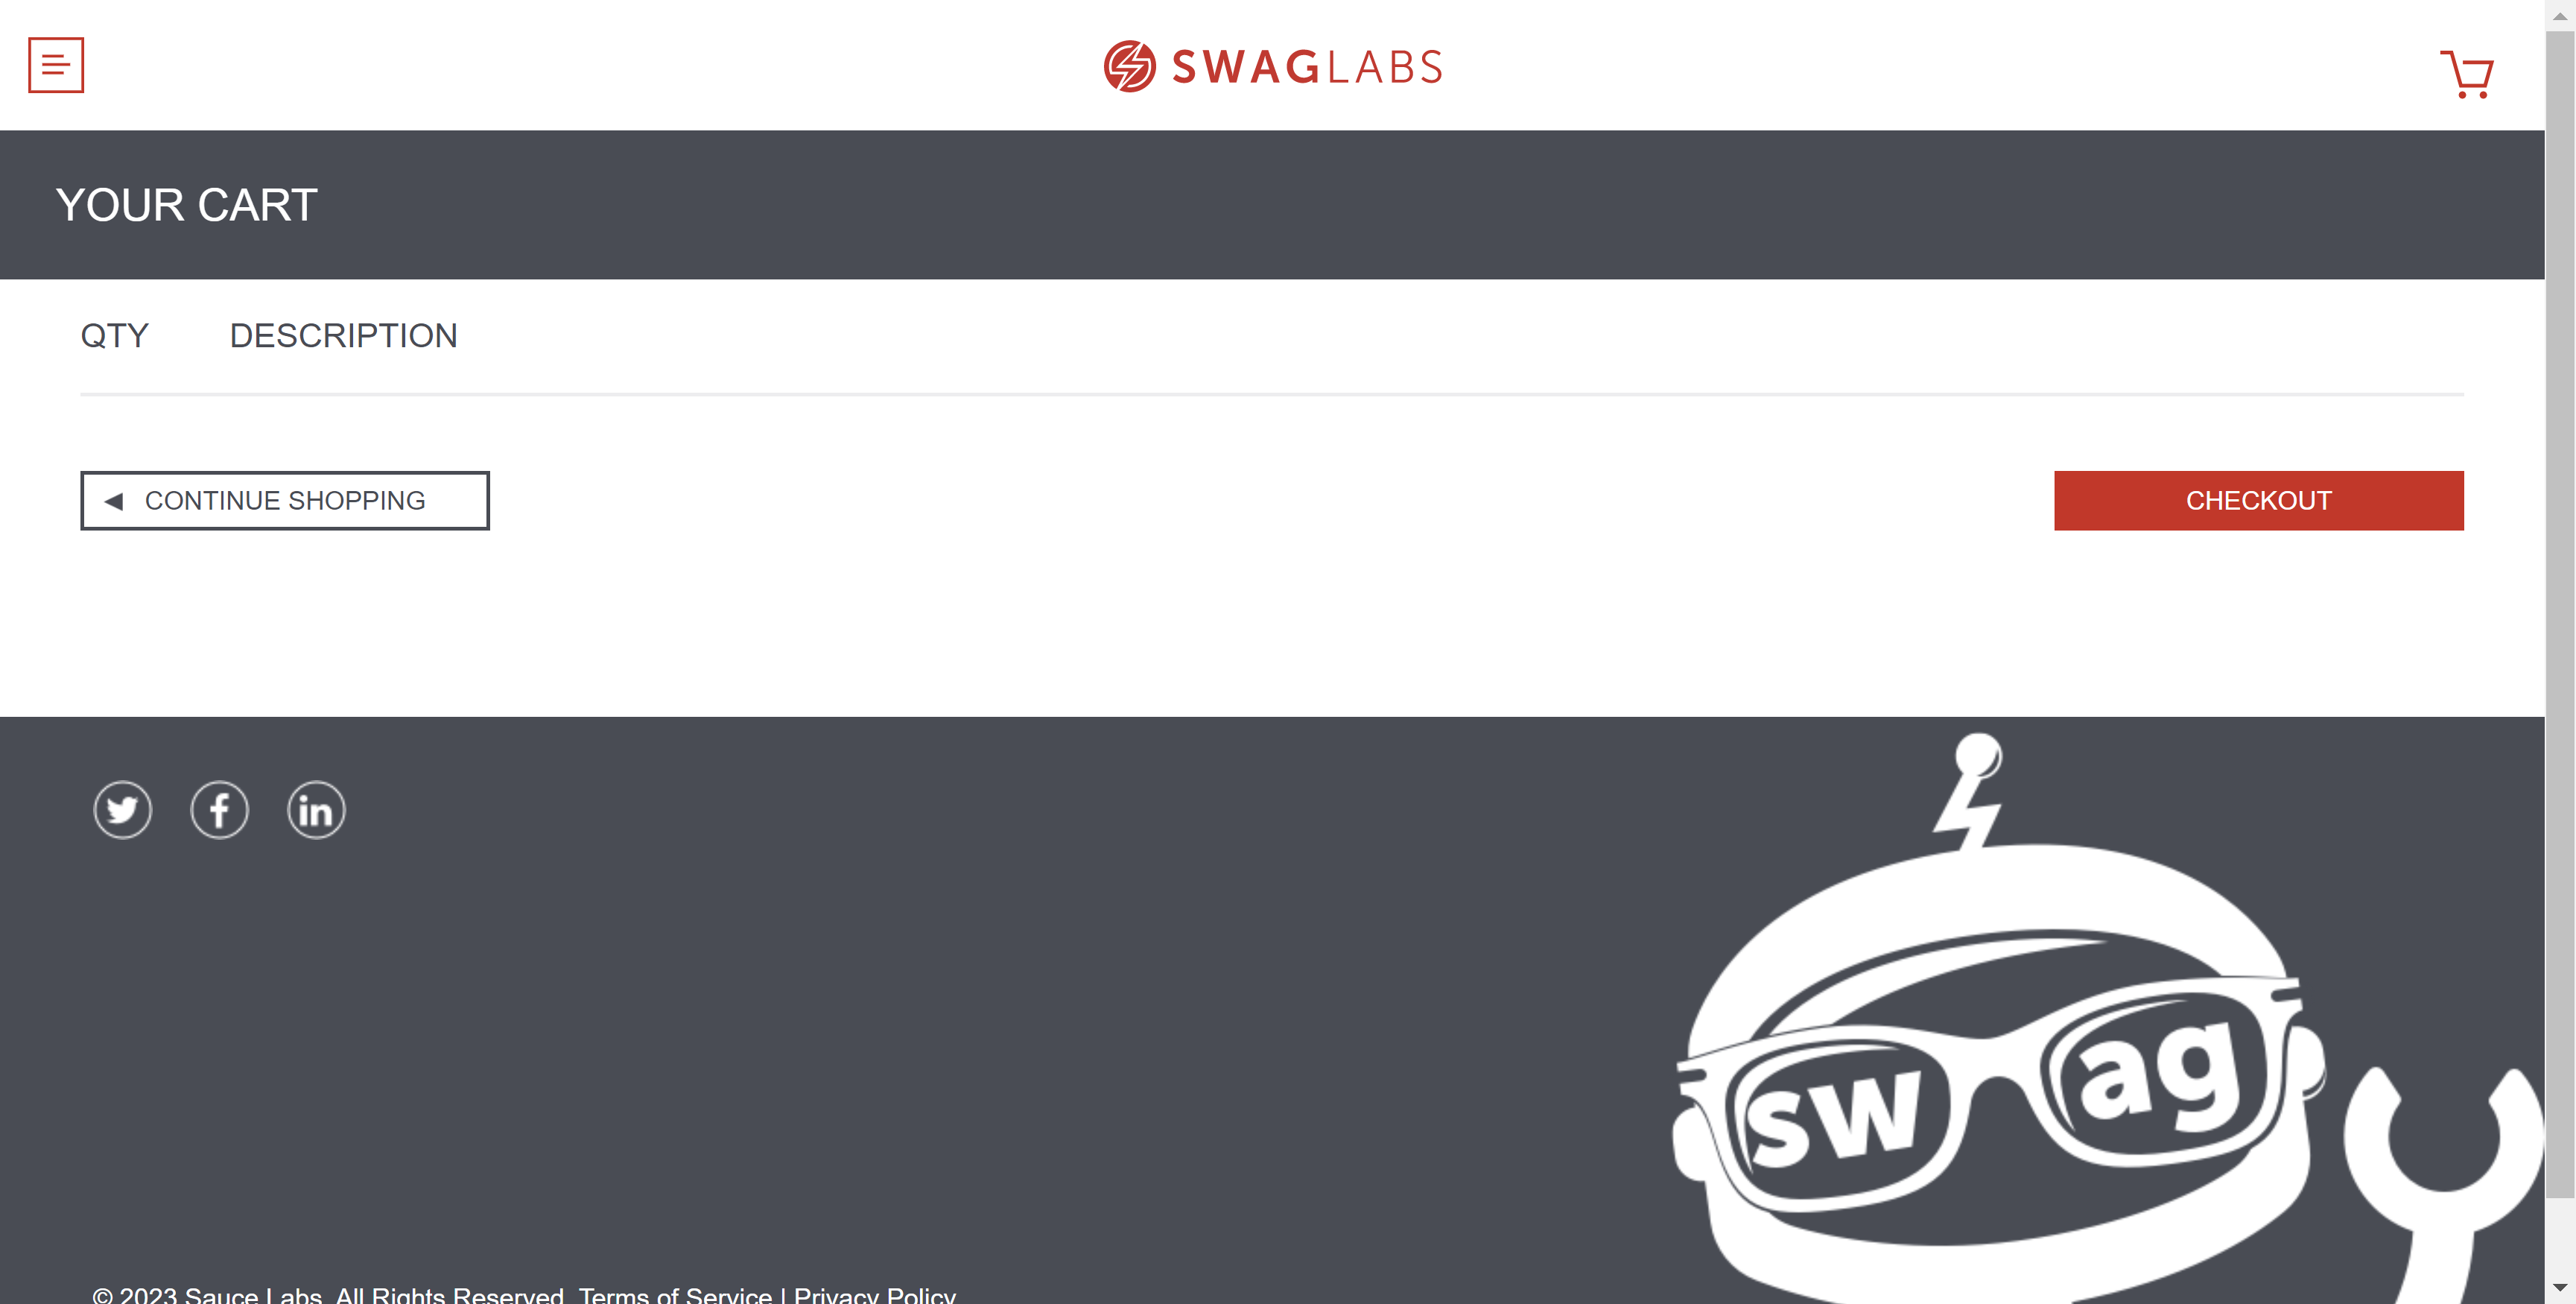 SWAGLABS
YOUR CART
QTY DESCRIPTION
CONTINUE SHOPPING
CHECKOUT
sw ag
© 2023 Sauce Labs. All Rights Reserved. Terms of Service | Privacy Policy